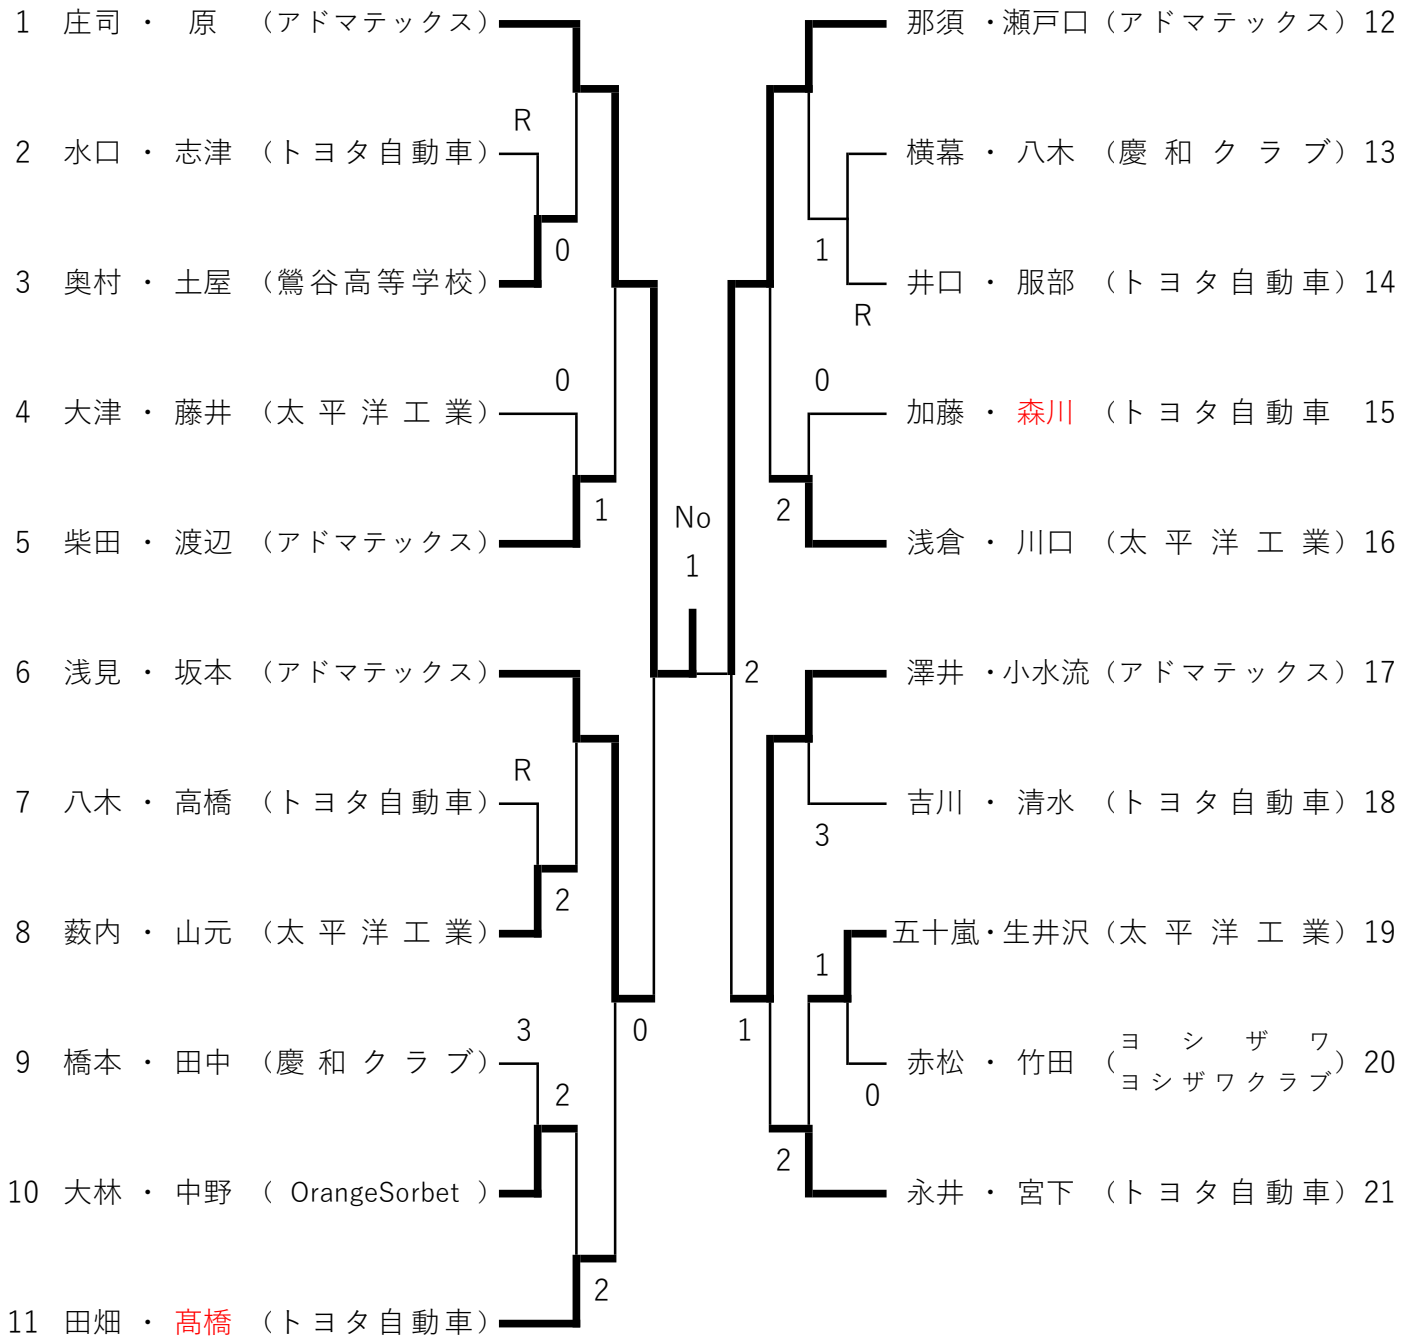 1 庄司 ・ 原 (アドマテックス)
R
2 水口 ・ 志津 (トヨタ自動車)
0
3 奥村 ・ 土屋 (鶯谷高等学校)
0
4 大津 ・ 藤井 (太平洋工業)
1
5 柴田 ・ 渡辺 (アドマテックス)
6 浅見 ・ 坂本 (アドマテックス)
R
7 八木 ・ 高橋 (トヨタ自動車)
2
8 薮内 ・ 山元 (太平洋工業)
3
0
9 橋本 ・ 田中 (慶和クラブ)
2
10 大林 ・ 中野 ( OrangeSorbet )
2
11 田畑 ・ 髙橋 (トヨタ自動車)
No
1
2
那須 ・瀬戸口 (アドマテックス) 12
横幕 ・ 八木 (慶和クラブ) 13
1
井口 ・ 服部 (トヨタ自動車) 14
R
0
加藤 ・ 森川 (トヨタ自動車 15
2
浅倉 ・ 川口 (太平洋工業) 16
澤井 ・小水流 (アドマテックス) 17
吉川 ・ 清水 (トヨタ自動車) 18
3
五十嵐・生井沢 (太平洋工業) 19
1
1
赤松 ・ 竹田 (ヨシザワ
ヨシザワクラブ) 20
0
2
永井 ・ 宮下 (トヨタ自動車) 21